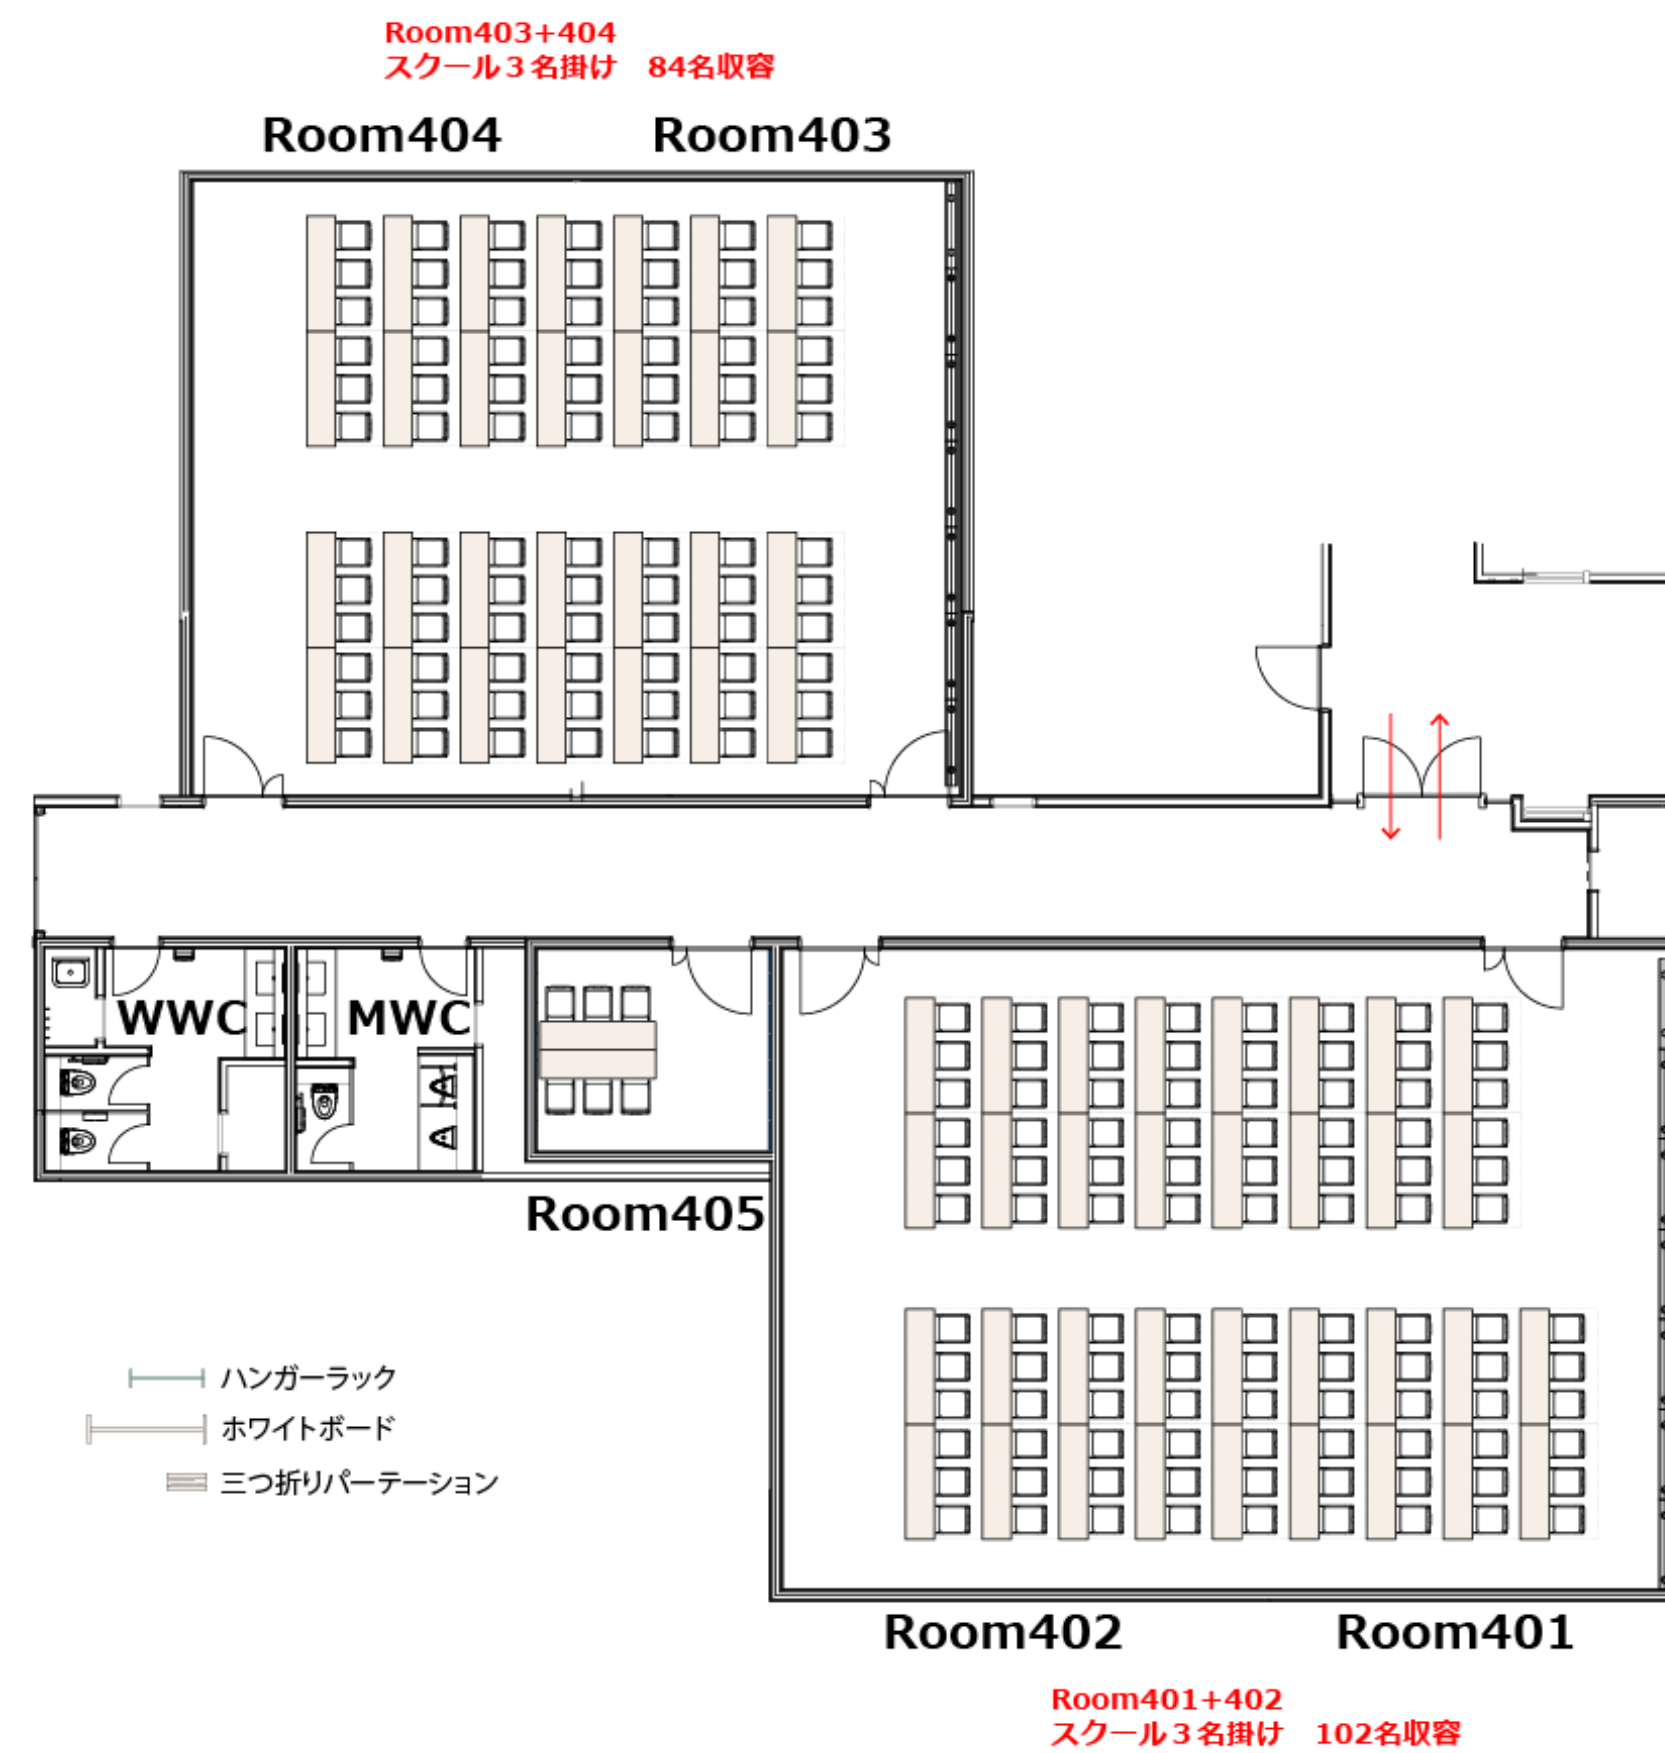 Room403+404
スクール３名掛け　84名収容
Room404
Room403
WWC
MWC
Room405
ハンガーラック
ホワイトボード
三つ折りパーテーション
Room402
Room401
Room401+402
スクール３名掛け　102名収容